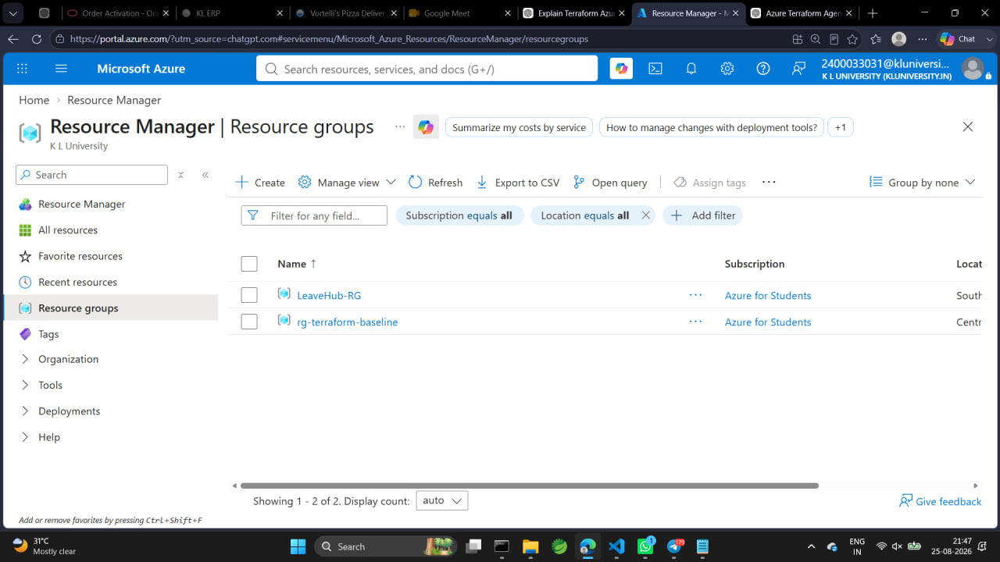 Order Activation - Ora
KL ERP
Vortelli's Pizza Deliver
Google Meet
Explain Terraform Azu
Resource Manager - M
Azure Terraform Agen
https://portal.azure.com/?utm_source=chatgpt.com#servicemenu/Microsoft_Azure_Resources/ResourceManager/resourcegroups
Chat
Microsoft Azure
Search resources, services, and docs (G+/)
2400033031@kluniversi...
K L UNIVERSITY (KLUNIVERSITY.IN)
Home > Resource Manager
Resource Manager | Resource groups
...
Summarize my costs by service
How to manage changes with deployment tools?
+1
K L University
Search
Create
Manage view
Refresh
Export to CSV
Open query
Assign tags
...
Group by none
Resource Manager
All resources
Favorite resources
Recent resources
Resource groups
Tags
Organization
Tools
Deployments
Help
Filter for any field...
Subscription equals all
Location equals all
Add filter
Name ↑
Subscription
Locat
LeaveHub-RG
...
Azure for Students
South
rg-terraform-baseline
...
Azure for Students
Centr
Showing 1 - 2 of 2. Display count:
auto
Give feedback
Add or remove favorites by pressing Ctrl+Shift+F
31°C
Mostly clear
Search
1
179
ENG
IN
21:47
25-08-2026